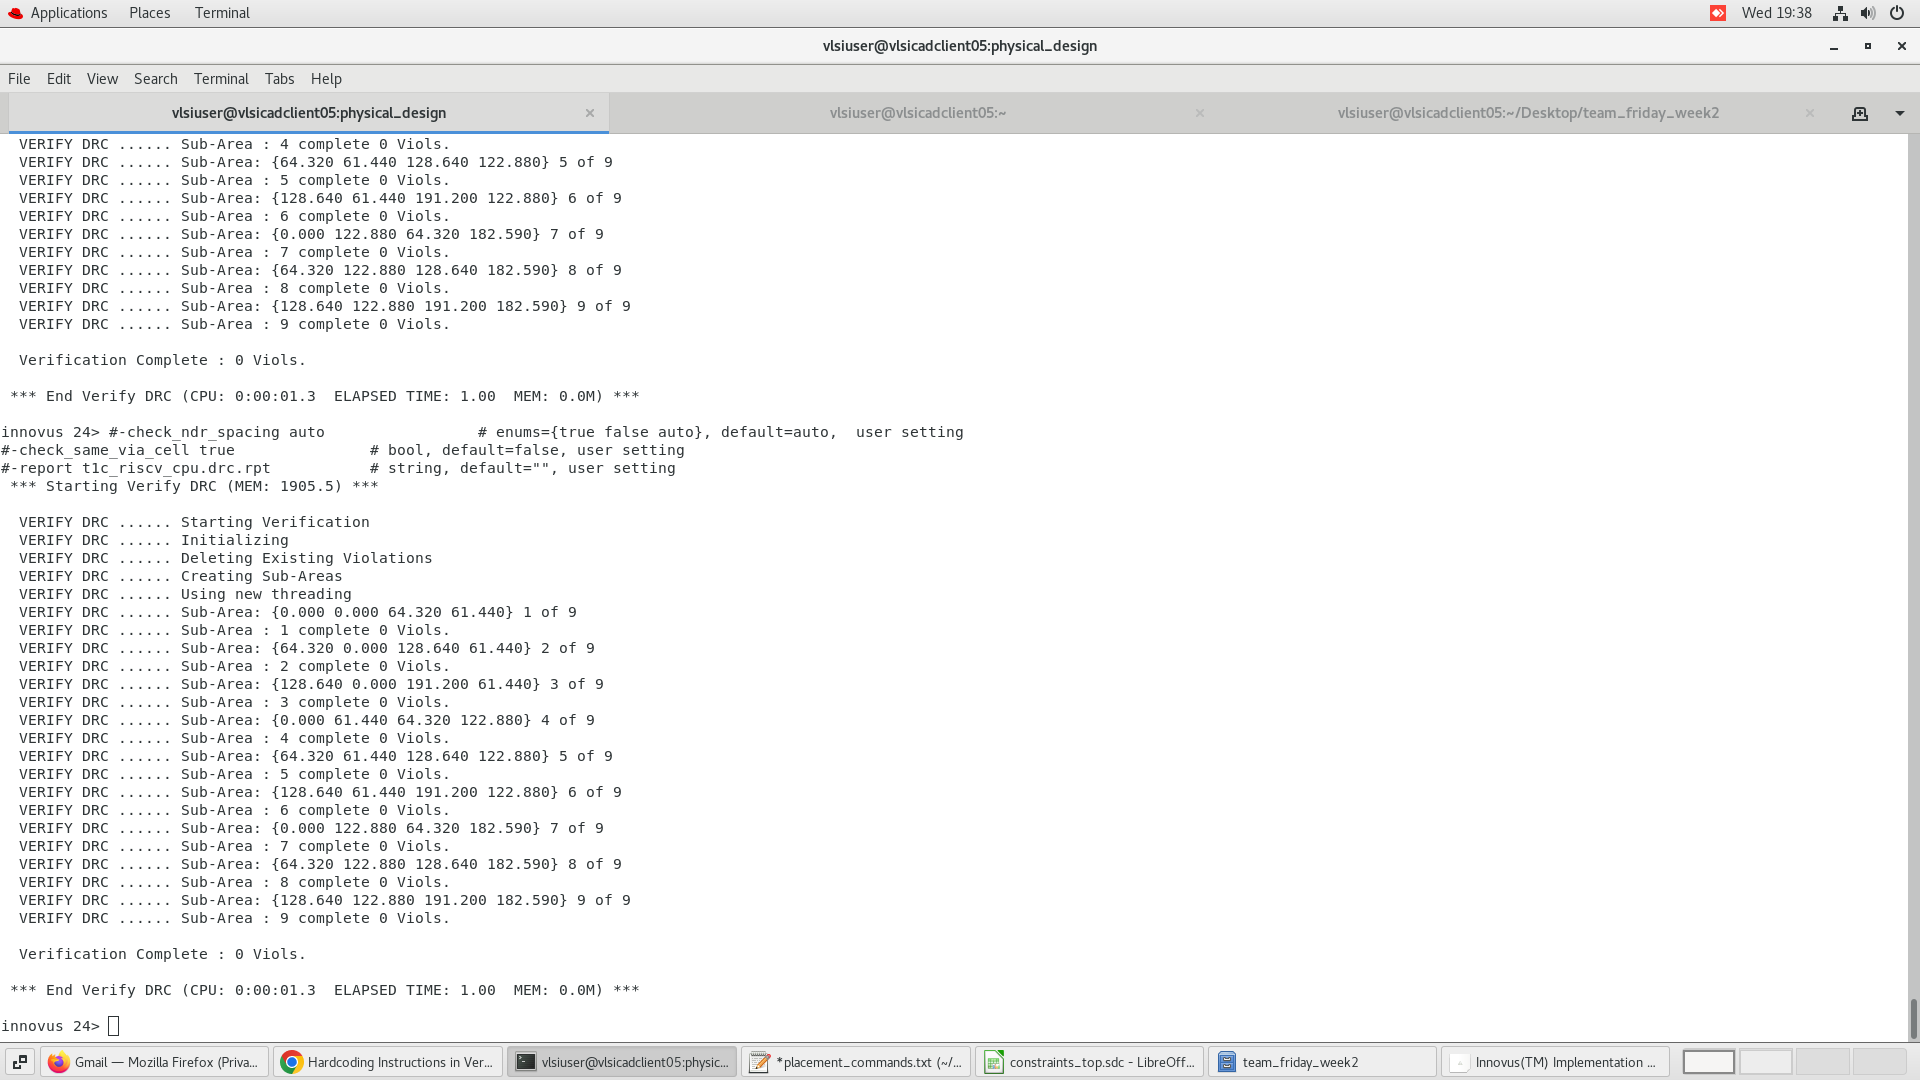 Applications Places Terminal Wed 19:38
vlsiuser@vlsicadclient05:physical_design
File Edit View Search Terminal Tabs Help
vlsiuser@vlsicadclient05:physical_design vlsiuser@vlsicadclient05:~ vlsiuser@vlsicadclient05:~/Desktop/team_friday_week2
VERIFY DRC ...... Sub-Area : 4 complete 0 Viols.
VERIFY DRC ...... Sub-Area: {64.320 61.440 128.640 122.880} 5 of 9
VERIFY DRC ...... Sub-Area : 5 complete 0 Viols.
VERIFY DRC ...... Sub-Area: {128.640 61.440 191.200 122.880} 6 of 9
VERIFY DRC ...... Sub-Area : 6 complete 0 Viols.
VERIFY DRC ...... Sub-Area: {0.000 122.880 64.320 182.590} 7 of 9
VERIFY DRC ...... Sub-Area : 7 complete 0 Viols.
VERIFY DRC ...... Sub-Area: {64.320 122.880 128.640 182.590} 8 of 9
VERIFY DRC ...... Sub-Area : 8 complete 0 Viols.
VERIFY DRC ...... Sub-Area: {128.640 122.880 191.200 182.590} 9 of 9
VERIFY DRC ...... Sub-Area : 9 complete 0 Viols.
Verification Complete : 0 Viols.
*** End Verify DRC (CPU: 0:00:01.3 ELAPSED TIME: 1.00 MEM: 0.0M) ***
innovus 24> #-check_ndr_spacing auto # enums={true false auto}, default=auto, user setting
#-check_same_via_cell true # bool, default=false, user setting
#-report t1c_riscv_cpu.drc.rpt # string, default="", user setting
*** Starting Verify DRC (MEM: 1905.5) ***
VERIFY DRC ...... Starting Verification
VERIFY DRC ...... Initializing
VERIFY DRC ...... Deleting Existing Violations
VERIFY DRC ...... Creating Sub-Areas
VERIFY DRC ...... Using new threading
VERIFY DRC ...... Sub-Area: {0.000 0.000 64.320 61.440} 1 of 9
VERIFY DRC ...... Sub-Area : 1 complete 0 Viols.
VERIFY DRC ...... Sub-Area: {64.320 0.000 128.640 61.440} 2 of 9
VERIFY DRC ...... Sub-Area : 2 complete 0 Viols.
VERIFY DRC ...... Sub-Area: {128.640 0.000 191.200 61.440} 3 of 9
VERIFY DRC ...... Sub-Area : 3 complete 0 Viols.
VERIFY DRC ...... Sub-Area: {0.000 61.440 64.320 122.880} 4 of 9
VERIFY DRC ...... Sub-Area : 4 complete 0 Viols.
VERIFY DRC ...... Sub-Area: {64.320 61.440 128.640 122.880} 5 of 9
VERIFY DRC ...... Sub-Area : 5 complete 0 Viols.
VERIFY DRC ...... Sub-Area: {128.640 61.440 191.200 122.880} 6 of 9
VERIFY DRC ...... Sub-Area : 6 complete 0 Viols.
VERIFY DRC ...... Sub-Area: {0.000 122.880 64.320 182.590} 7 of 9
VERIFY DRC ...... Sub-Area : 7 complete 0 Viols.
VERIFY DRC ...... Sub-Area: {64.320 122.880 128.640 182.590} 8 of 9
VERIFY DRC ...... Sub-Area : 8 complete 0 Viols.
VERIFY DRC ...... Sub-Area: {128.640 122.880 191.200 182.590} 9 of 9
VERIFY DRC ...... Sub-Area : 9 complete 0 Viols.
Verification Complete : 0 Viols.
*** End Verify DRC (CPU: 0:00:01.3 ELAPSED TIME: 1.00 MEM: 0.0M) ***
innovus 24>
Gmail — Mozilla Firefox (Priva... Hardcoding Instructions in Ver... vlsiuser@vlsicadclient05:physic... *placement_commands.txt (~/... constraints_top.sdc - LibreOff... team_friday_week2 Innovus(TM) Implementation ...